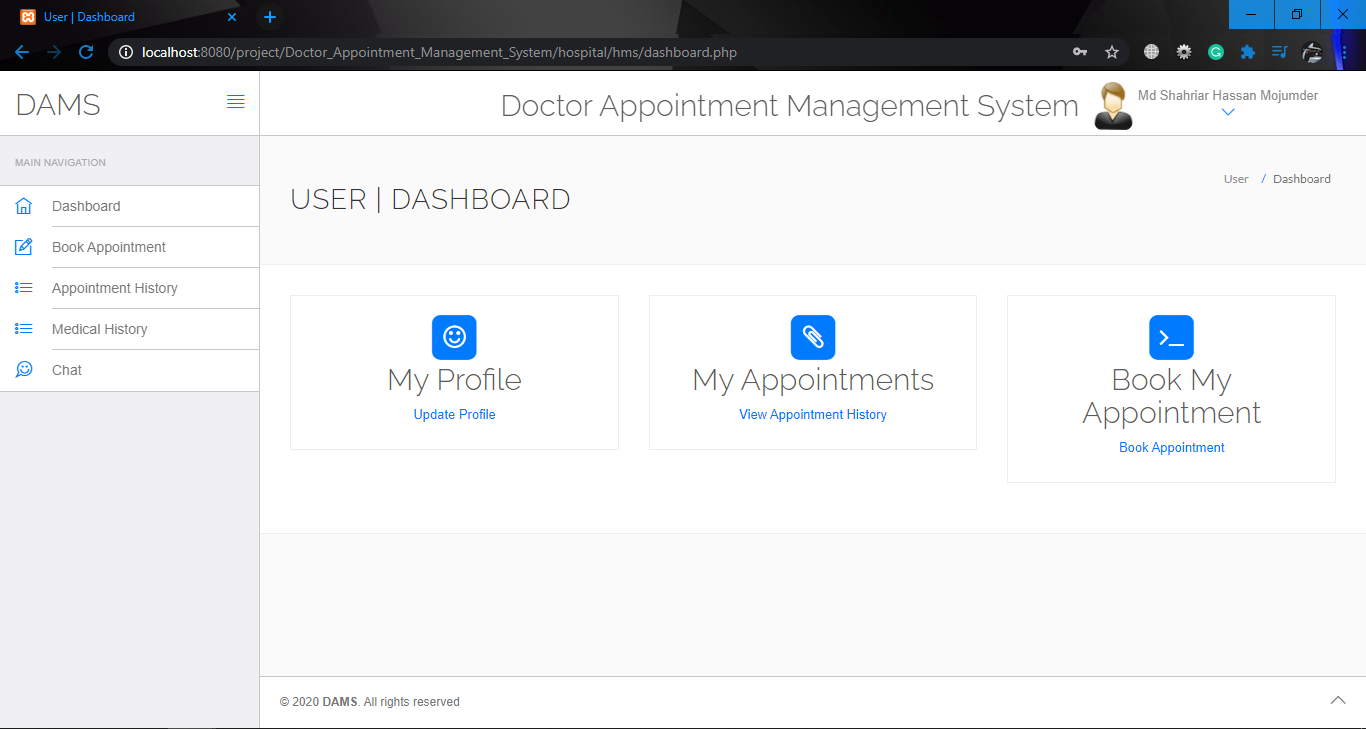 User | Dashboard
localhost:8080/project/Doctor_Appointment_Management_System/hospital/hms/dashboard.php
DAMS
Doctor Appointment Management System
Md Shahriar Hassan Mojumder
MAIN NAVIGATION
Dashboard
Book Appointment
Appointment History
Medical History
Chat
USER | DASHBOARD
User / Dashboard
My Profile
Update Profile
My Appointments
View Appointment History
Book My
Appointment
Book Appointment
© 2020 DAMS. All rights reserved